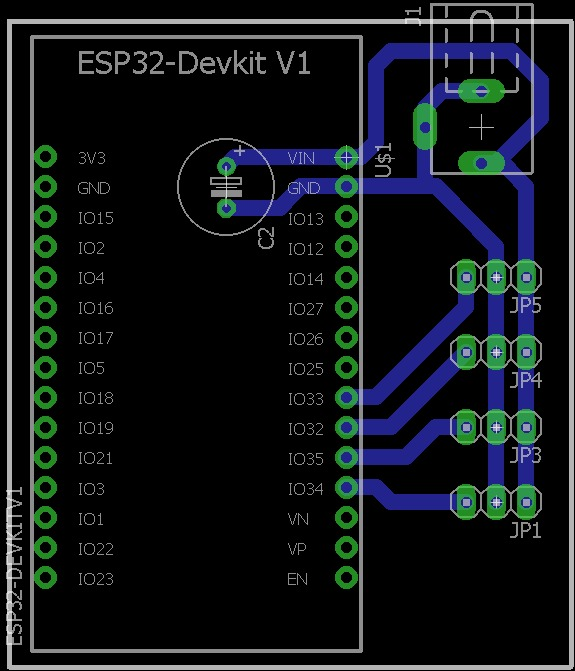 J1
ESP32-Devkit V1
+
U$1
3V3 VIN
GND GND
IO15 IO13
IO2 IO12
IO4 IO14
IO16 IO27
IO17 IO26
IO5 IO25
IO18 IO33
IO19 IO32
IO21 IO35
IO3 IO34
IO1 VN
IO22 VP
IO23 EN
C2
JP5
JP4
JP3
JP1
ESP32-DEVKITV1